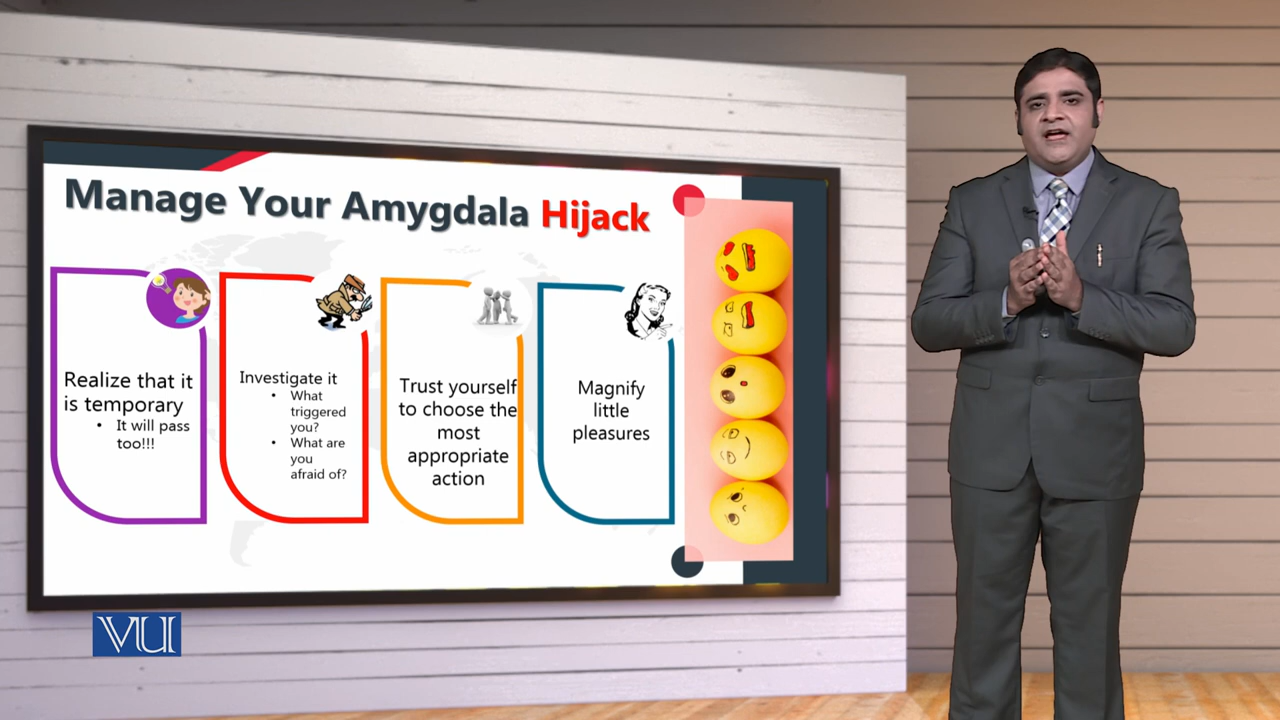 Manage Your Amygdala Hijack
Realize that it
is temporary
• It will pass
too!!!
Investigate it
• What
triggered
you?
• What are
you
afraid of?
Trust yourself
to choose the
most
appropriate
action
Magnify
little
pleasures
VU